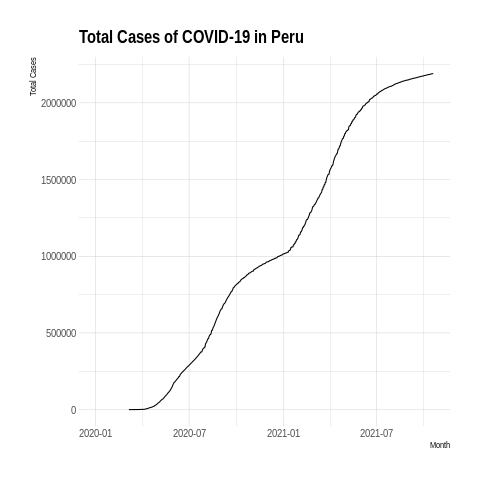 Total Cases of COVID-19 in Peru
Total Cases
2000000
1500000
1000000
500000
0
2020-01 2020-07 2021-01 2021-07
Month